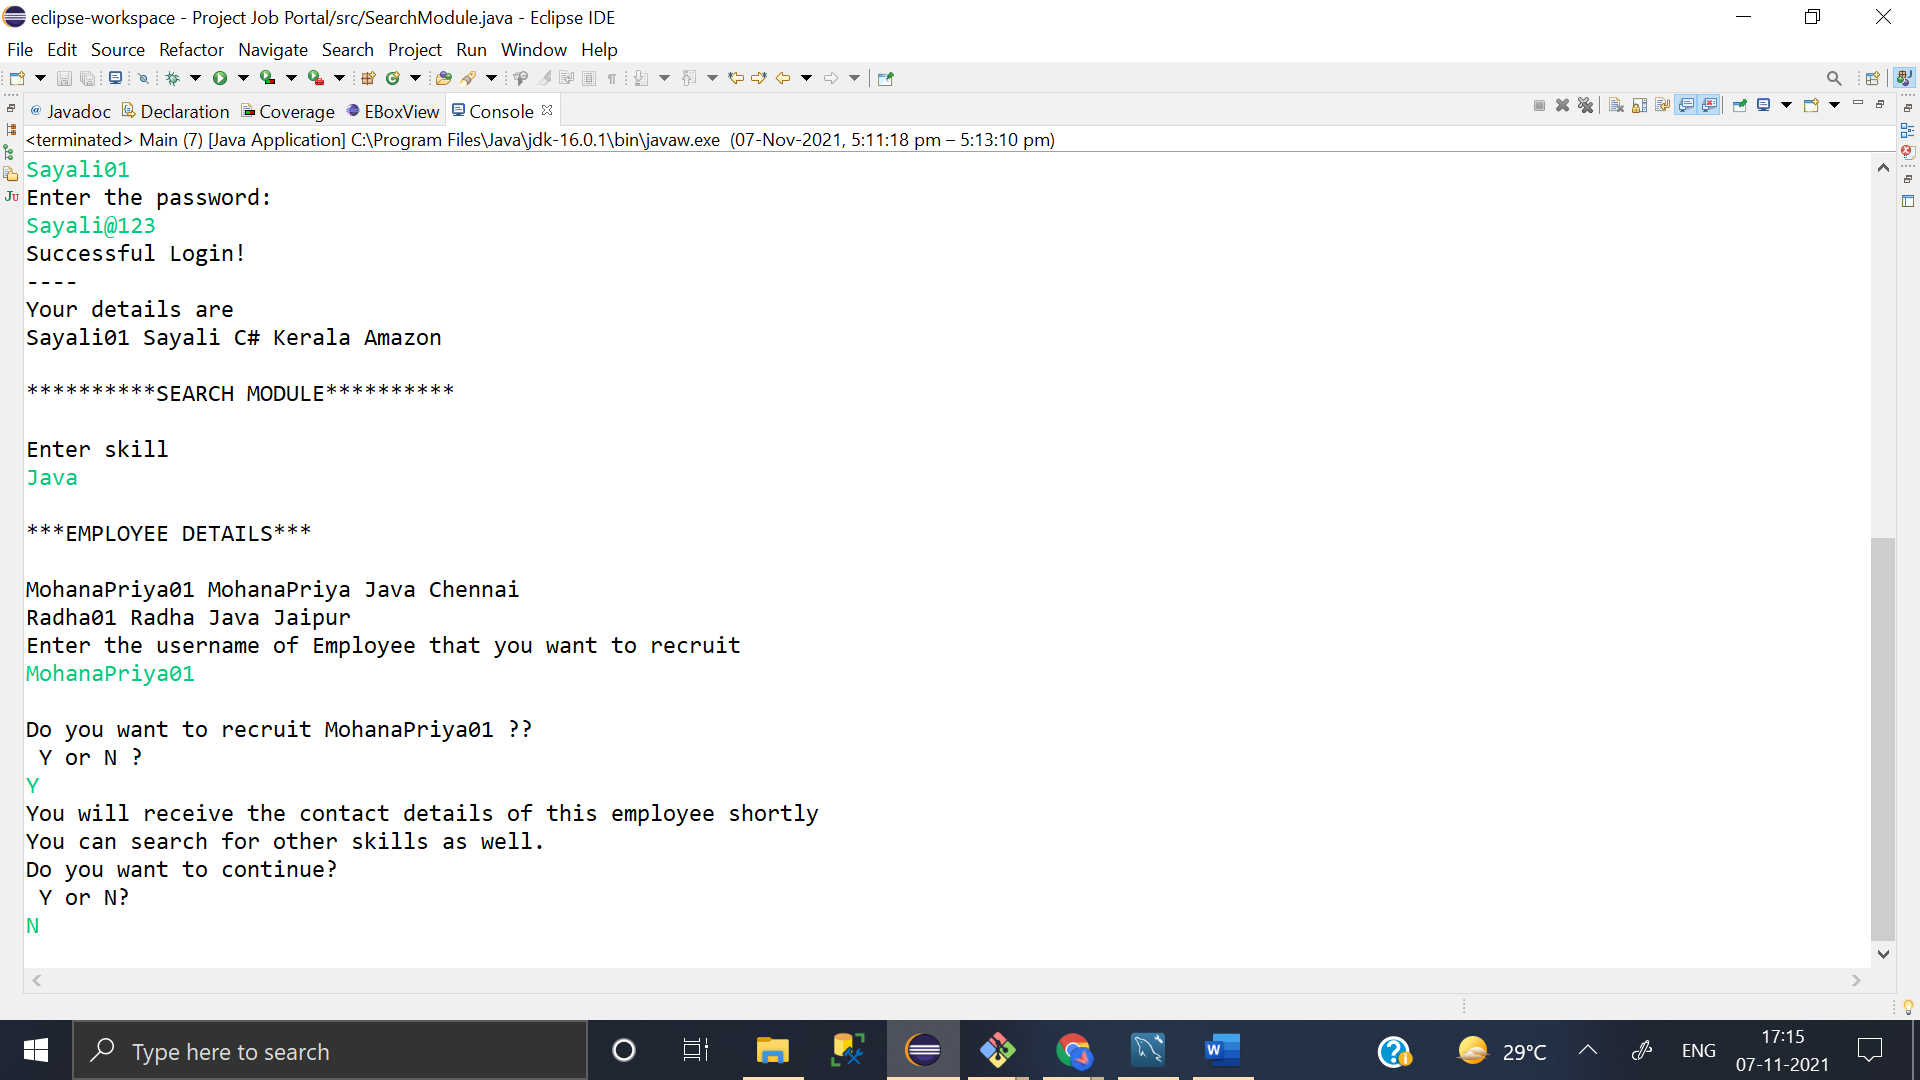 eclipse-workspace - Project Job Portal/src/SearchModule.java - Eclipse IDE
File Edit Source Refactor Navigate Search Project Run Window Help
@ Javadoc Declaration Coverage EBoxView Console
<terminated> Main (7) [Java Application] C:\Program Files\Java\jdk-16.0.1\bin\javaw.exe (07-Nov-2021, 5:11:18 pm – 5:13:10 pm)
Sayali01
Enter the password:
Sayali@123
Successful Login!
----
Your details are
Sayali01 Sayali C# Kerala Amazon
**********SEARCH MODULE**********
Enter skill
Java
***EMPLOYEE DETAILS***
MohanaPriya01 MohanaPriya Java Chennai
Radha01 Radha Java Jaipur
Enter the username of Employee that you want to recruit
MohanaPriya01
Do you want to recruit MohanaPriya01 ??
Y or N ?
Y
You will receive the contact details of this employee shortly
You can search for other skills as well.
Do you want to continue?
Y or N?
N
Type here to search
29°C
ENG
17:15
07-11-2021